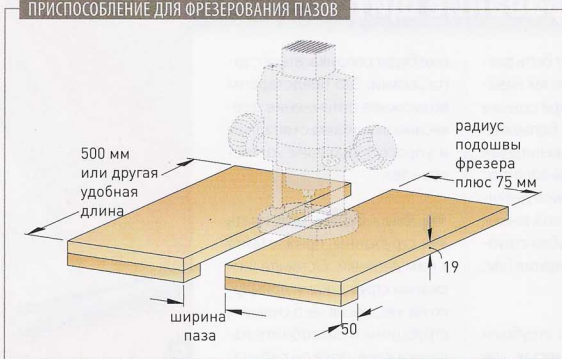 ПРИСПОСОБЛЕНИЕ ДЛЯ ФРЕЗЕРОВАНИЯ ПАЗОВ
500 мм
или другая
удобная
длина
радиус
подошвы
фрезера
плюс 75 мм
19
ширина
паза
50